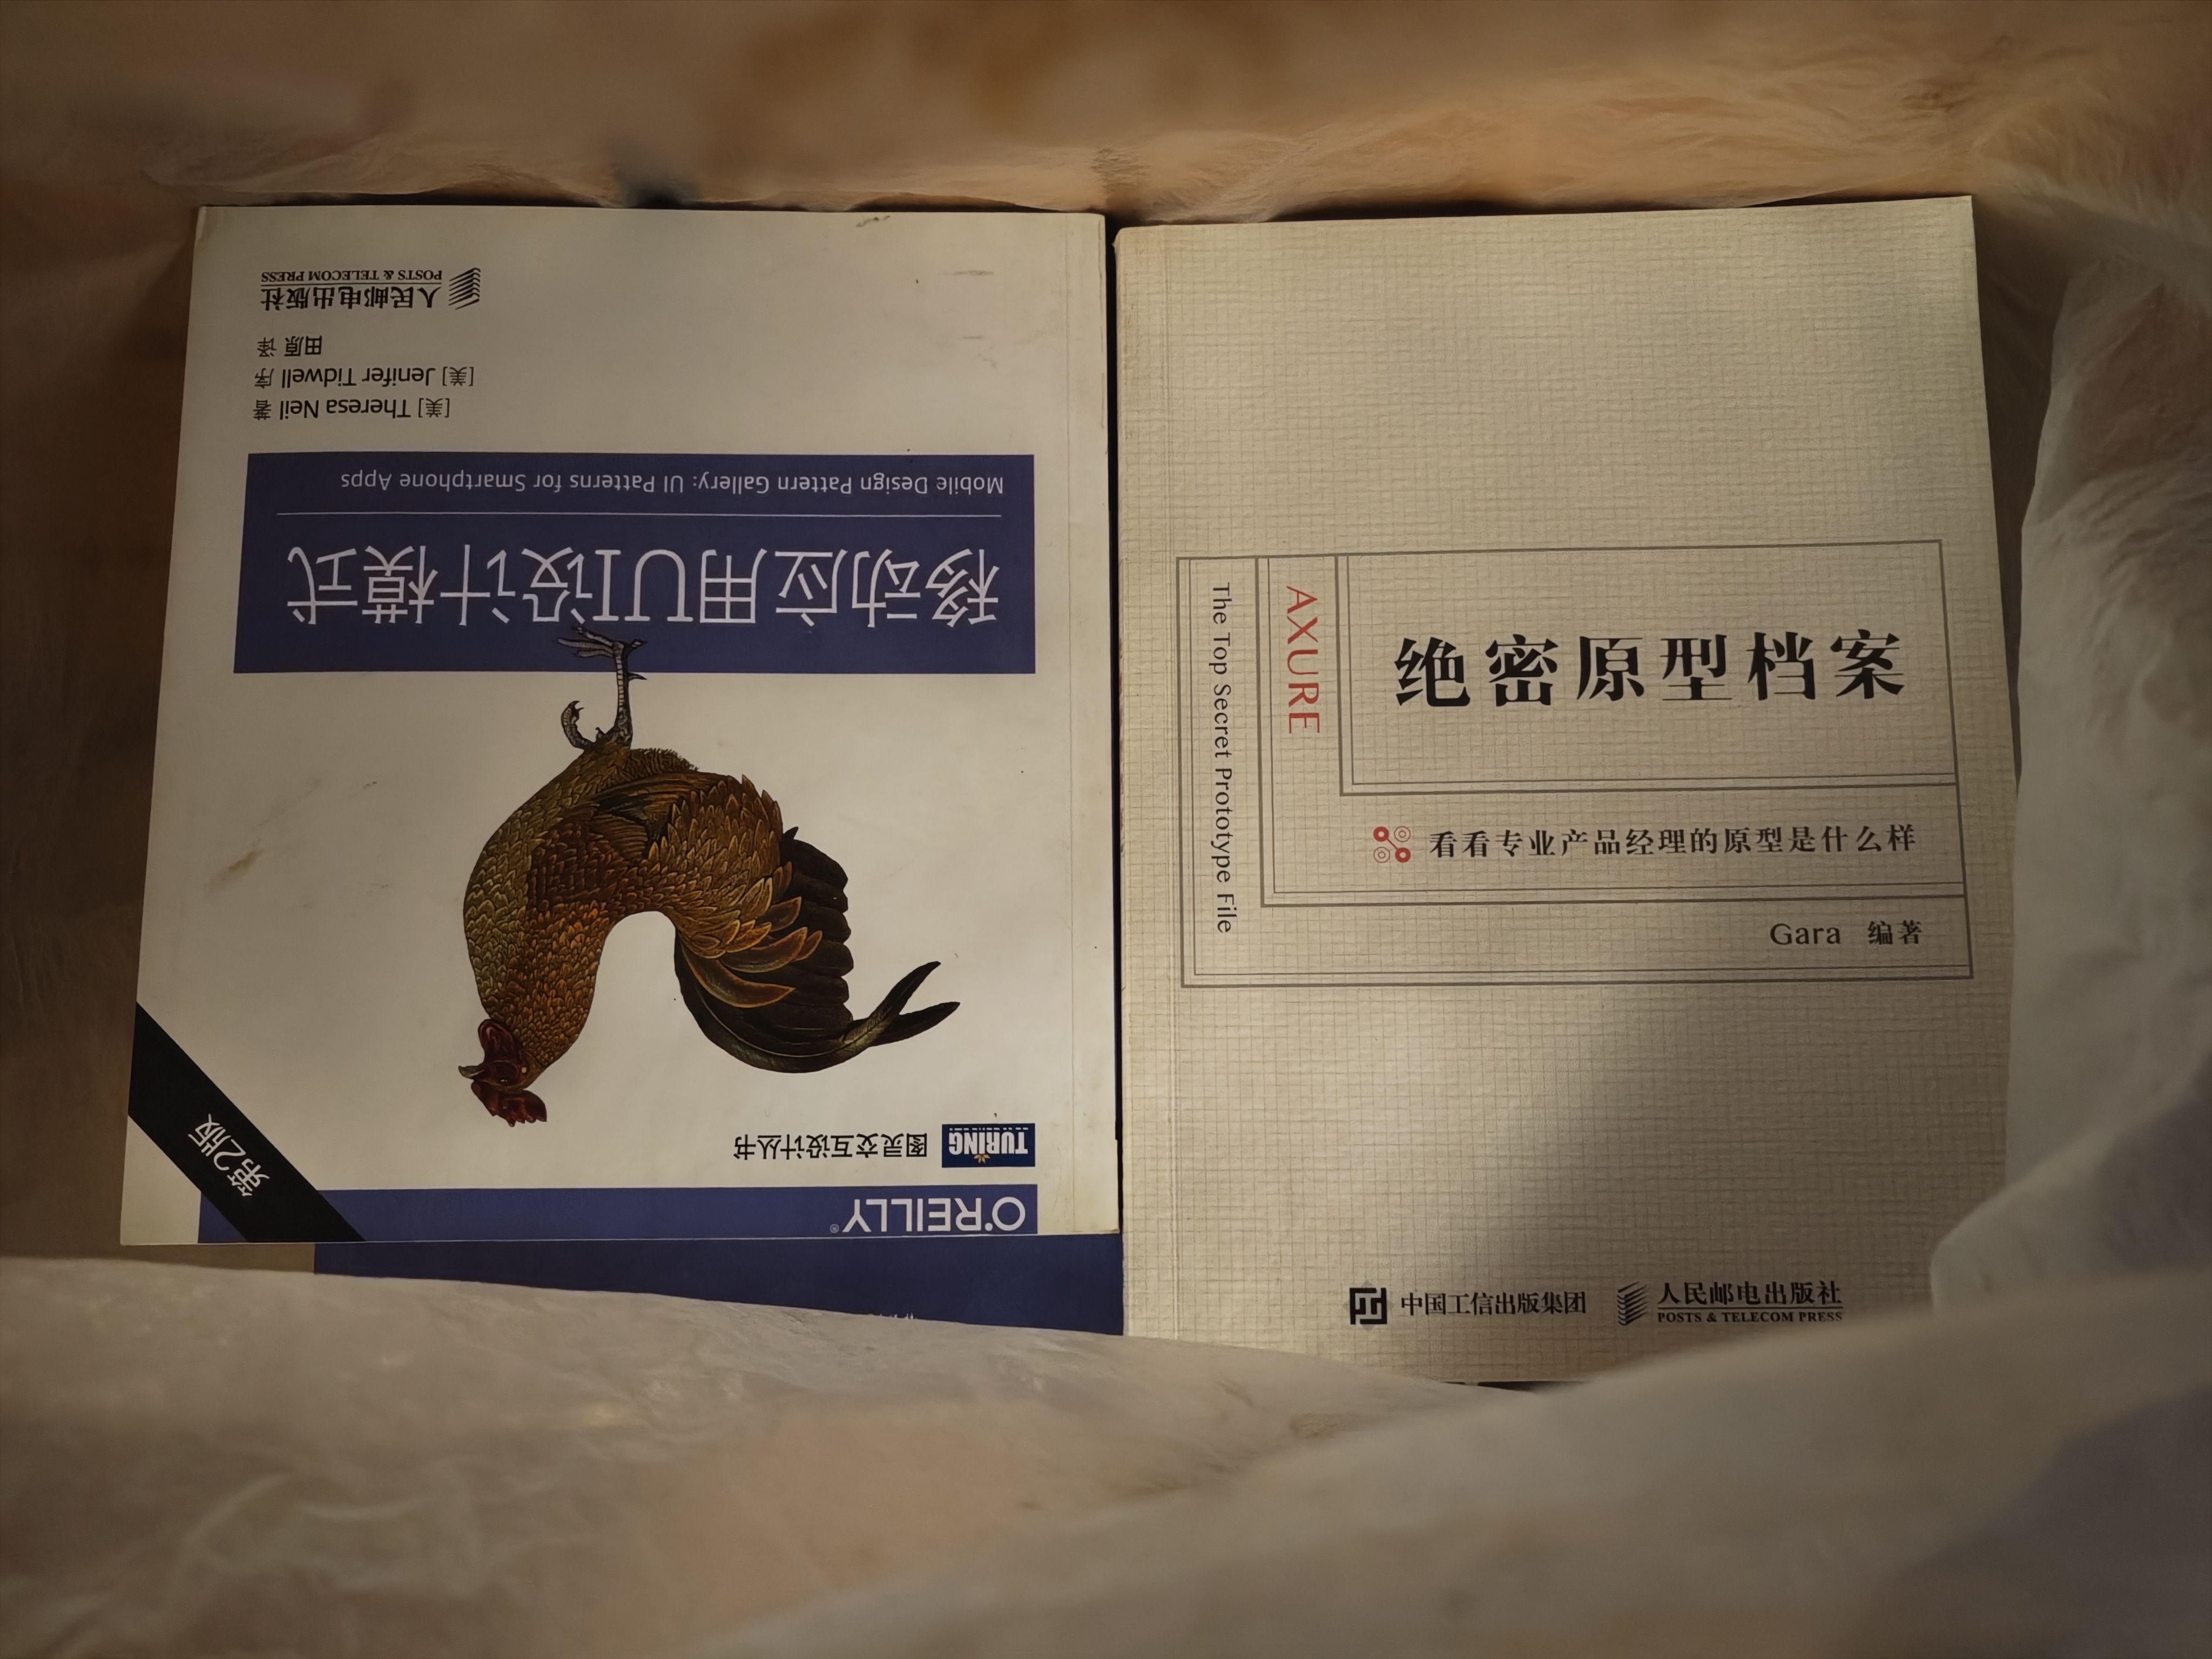 O'REILLY®
TURING 图灵交互设计丛书
第2版
移动应用UI设计模式
Mobile Design Pattern Gallery: UI Patterns for Smartphone Apps
[美] Theresa Neil 著
[美] Jenifer Tidwell 序
田原 译
人民邮电出版社
POSTS & TELECOM PRESS
绝密原型档案
AXURE
The Top Secret Prototype File
看看专业产品经理的原型是什么样
Gara 编著
中国工信出版集团
人民邮电出版社
POSTS & TELECOM PRESS